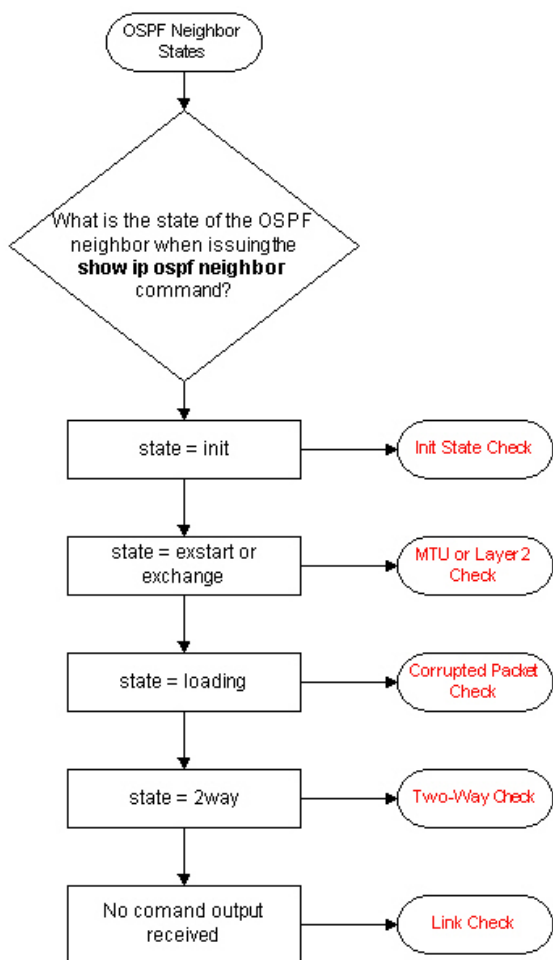 OSPF Neighbor
States
What is the state of the OSPF
neighbor when issuingthe
show ip ospf neighbor
command?
state = init
Init State Check
state = exstart or
exchange
MTU or Layer 2
Check
state = loading
Corrupted Packet
Check
state = 2way
Two-Way Check
No comand output
received
Link Check